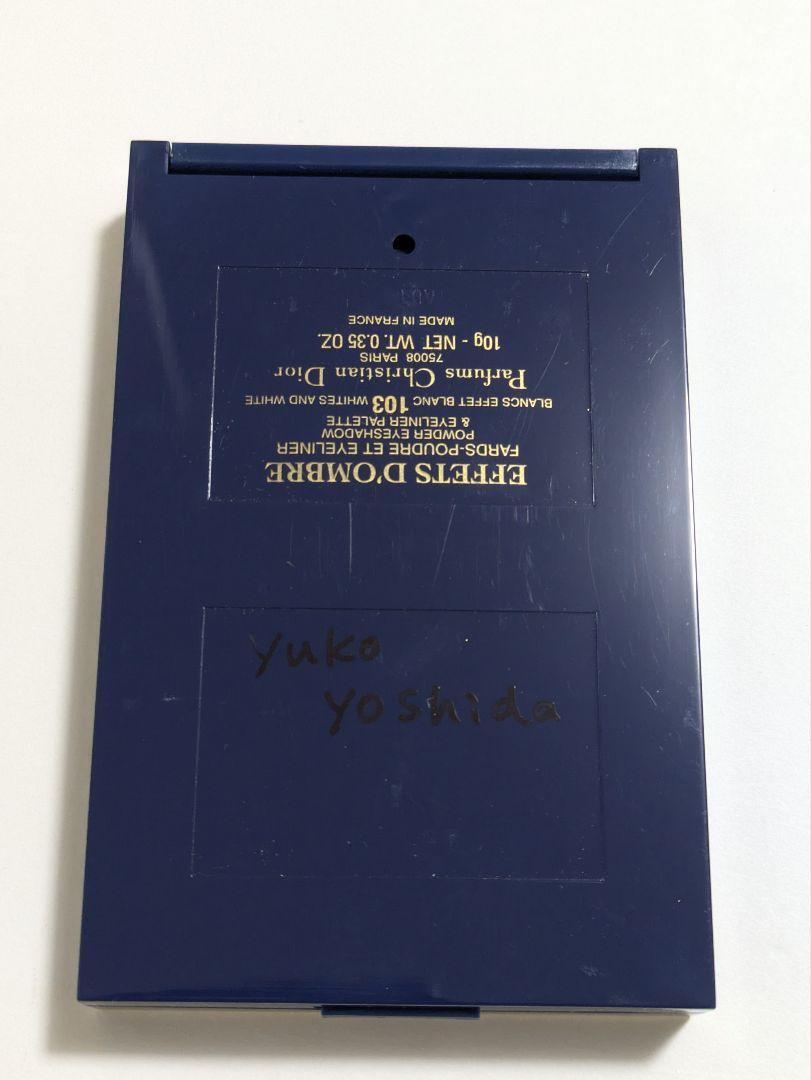 EFFETS D'OMBRE
FARDS-POUDRE ET EYELINER
POWDER EYESHADOW
& EYELINER PALETTE
BLANCS EFFET BLANC 103 WHITES AND WHITE
Parfums Christian Dior
75008 PARIS
10g - NET WT. 0.35 OZ.
MADE IN FRANCE
Yuko
Yoshida